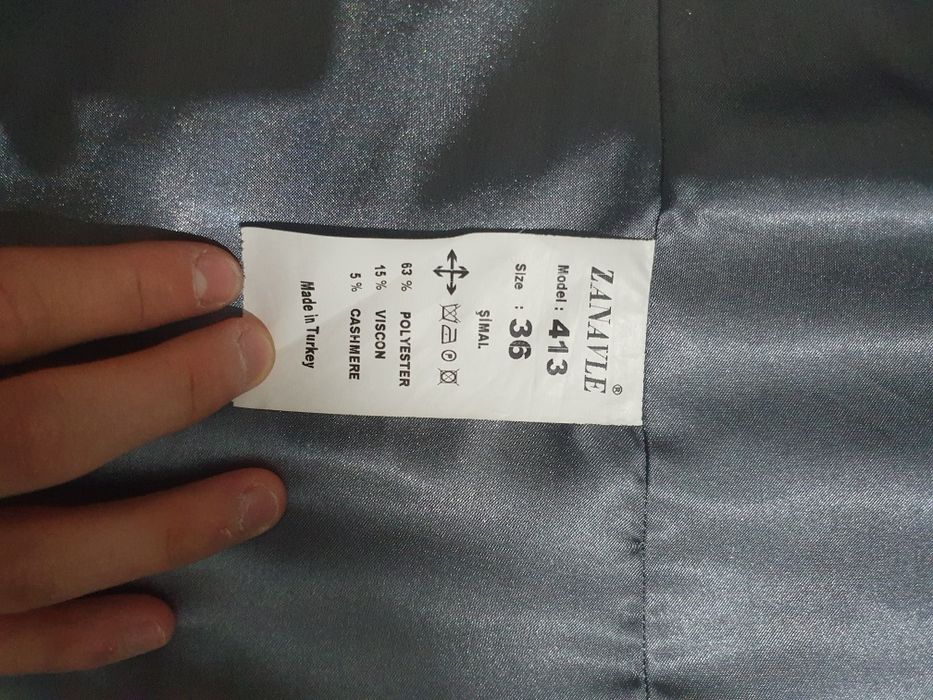 ZANAVLE®
Model : 413
Size : 36
ŞİMAL
P
63 % POLYESTER
15 % VISCON
5 % CASHMERE
Made in Turkey